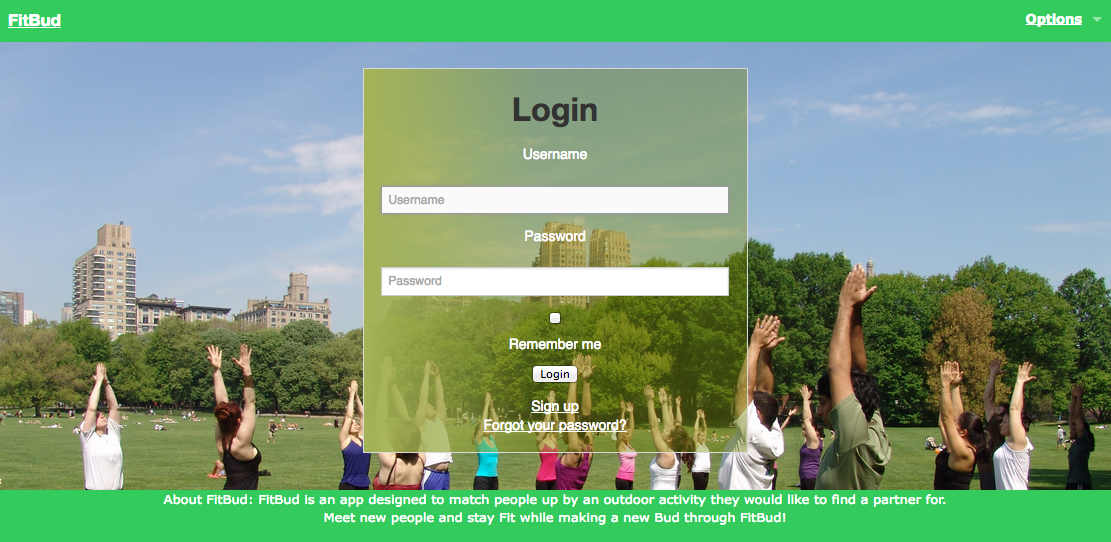 FitBud
Options
Login
Username
Username
Password
Password
Remember me
Login
Sign up
Forgot your password?
About FitBud: FitBud is an app designed to match people up by an outdoor activity they would like to find a partner for.
Meet new people and stay Fit while making a new Bud through FitBud!